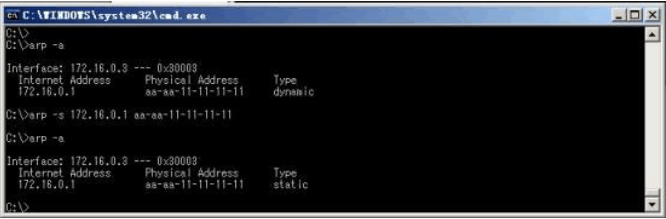 C:\WINDOWS\system32\cmd.exe
C:\>
C:\>arp -a
Interface: 172.16.0.3 --- 0x30003
Internet Address Physical Address Type
172.16.0.1 aa-aa-11-11-11-11 dynamic
C:\>arp -s 172.16.0.1 aa-aa-11-11-11-11
C:\>arp -a
Interface: 172.16.0.3 --- 0x30003
Internet Address Physical Address Type
172.16.0.1 aa-aa-11-11-11-11 static
C:\>